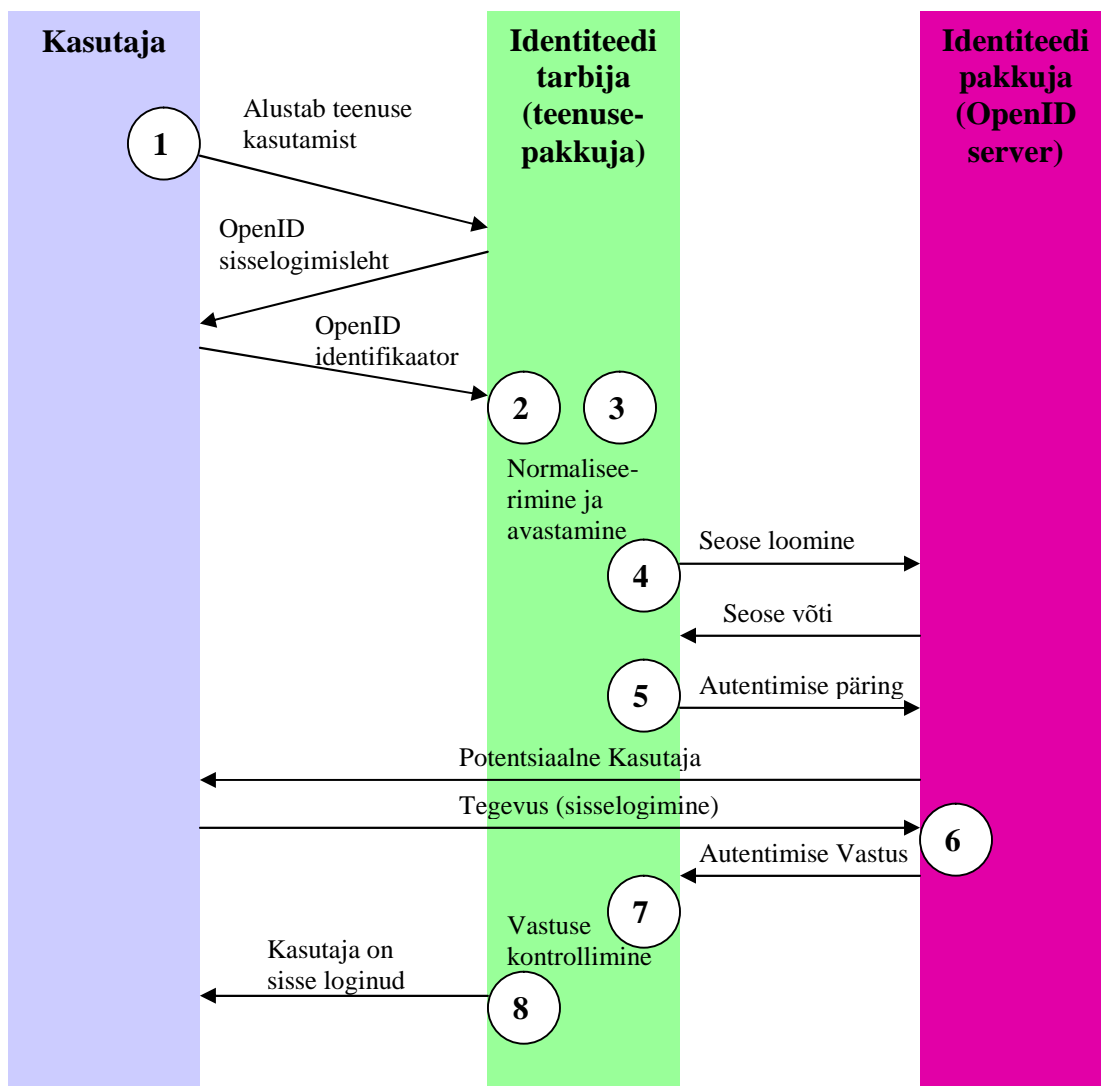 Kasutaja
Identiteedi
tarbija
(teenuse-
pakkuja)
Identiteedi
pakkuja
(OpenID
server)
1
Alustab teenuse
kasutamist
OpenID
sisselogimisleht
OpenID
identifikaator
2
3
Normalisee-
rimine ja
avastamine
4
Seose loomine
Seose võti
5
Autentimise päring
Potentsiaalne Kasutaja
Tegevus (sisselogimine)
6
Autentimise Vastus
7
Vastuse
kontrollimine
Kasutaja on
sisse loginud
8